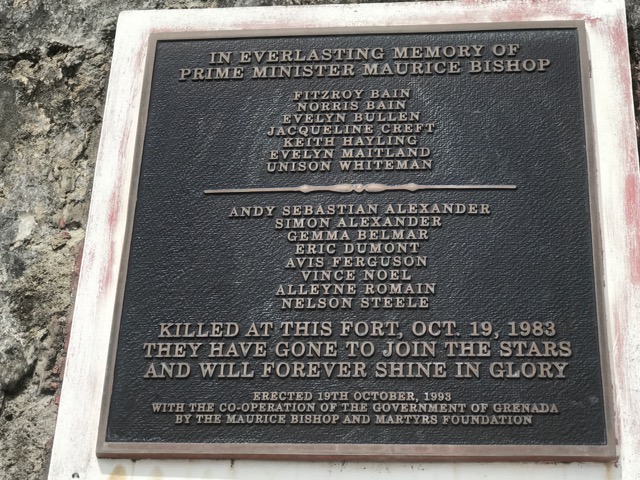 IN EVERLASTING MEMORY OF
PRIME MINISTER MAURICE BISHOP
FITZROY BAIN
NORRIS BAIN
EVELYN BULLEN
JACQUELINE CREFT
KEITH HAYLING
EVELYN MAITLAND
UNISON WHITEMAN
ANDY SEBASTIAN ALEXANDER
SIMON ALEXANDER
GEMMA BELMAR
ERIC DUMONT
AVIS FERGUSON
VINCE NOEL
ALLEYNE ROMAIN
NELSON STEELE
KILLED AT THIS FORT, OCT. 19, 1983
THEY HAVE GONE TO JOIN THE STARS
AND WILL FOREVER SHINE IN GLORY
ERECTED 19TH OCTOBER, 1993
WITH THE CO-OPERATION OF THE GOVERNMENT OF GRENADA
BY THE MAURICE BISHOP AND MARTYRS FOUNDATION